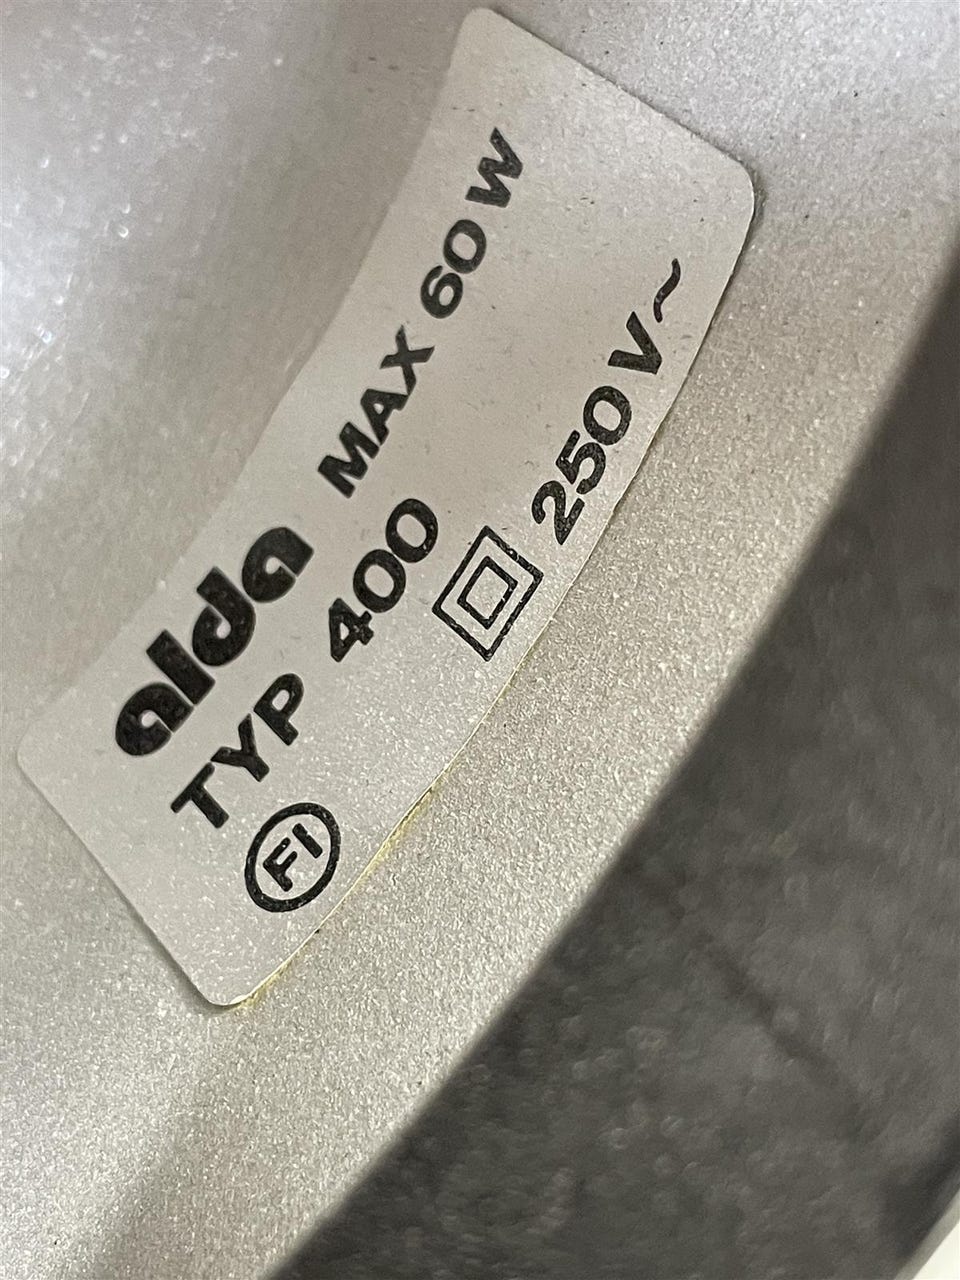 alda MAX 60 W
TYP 400
FI 250 V~